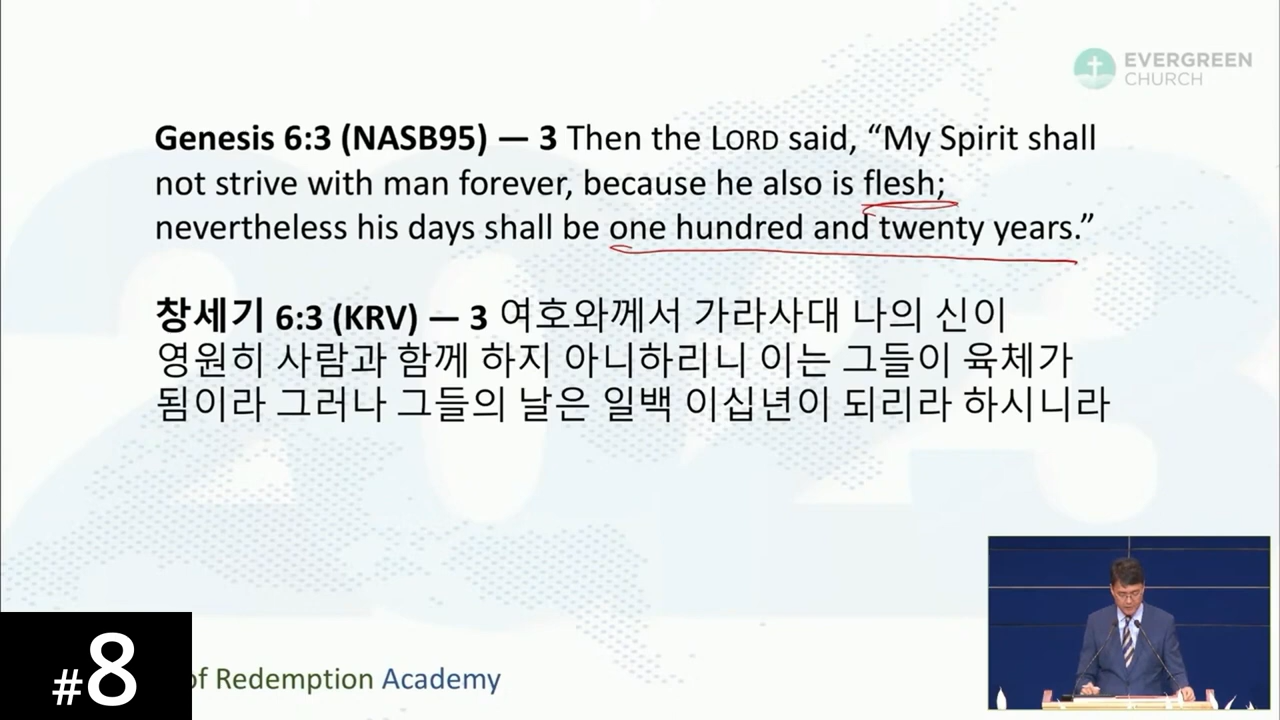 EVERGREEN
CHURCH
Genesis 6:3 (NASB95) — 3 Then the LORD said, “My Spirit shall
not strive with man forever, because he also is flesh;
nevertheless his days shall be one hundred and twenty years.”
창세기 6:3 (KRV) — 3 여호와께서 가라사대 나의 신이
영원히 사람과 함께 하지 아니하리니 이는 그들이 육체가
됨이라 그러나 그들의 날은 일백 이십년이 되리라 하시니라
#8
of Redemption Academy